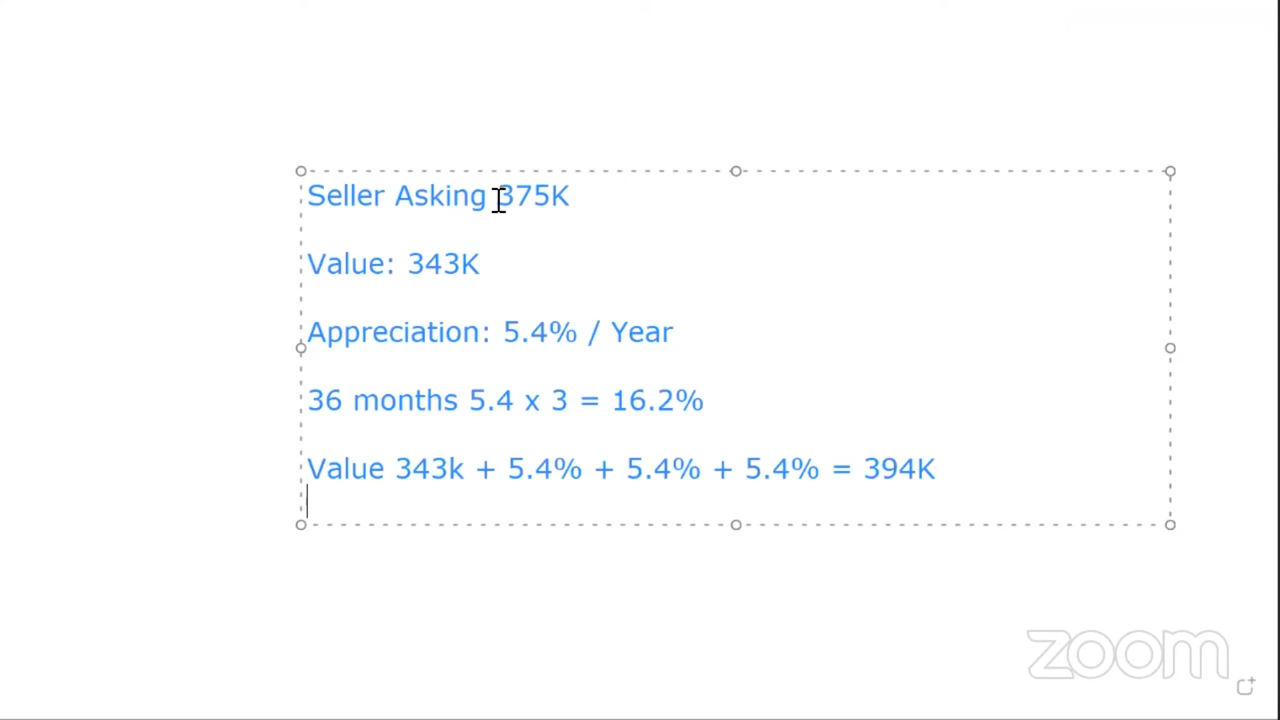 Seller Asking 375K
Value: 343K
Appreciation: 5.4% / Year
36 months 5.4 x 3 = 16.2%
Value 343k + 5.4% + 5.4% + 5.4% = 394K
zoom